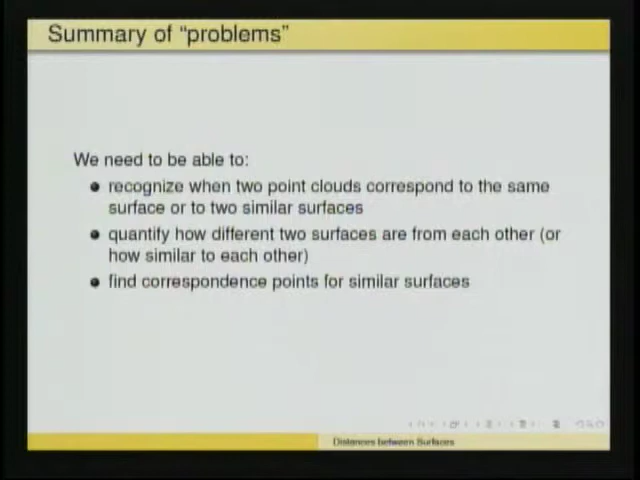 Summary of "problems"
We need to be able to:
recognize when two point clouds correspond to the same
surface or to two similar surfaces
quantify how different two surfaces are from each other (or
how similar to each other)
find correspondence points for similar surfaces
Distances between Surfaces